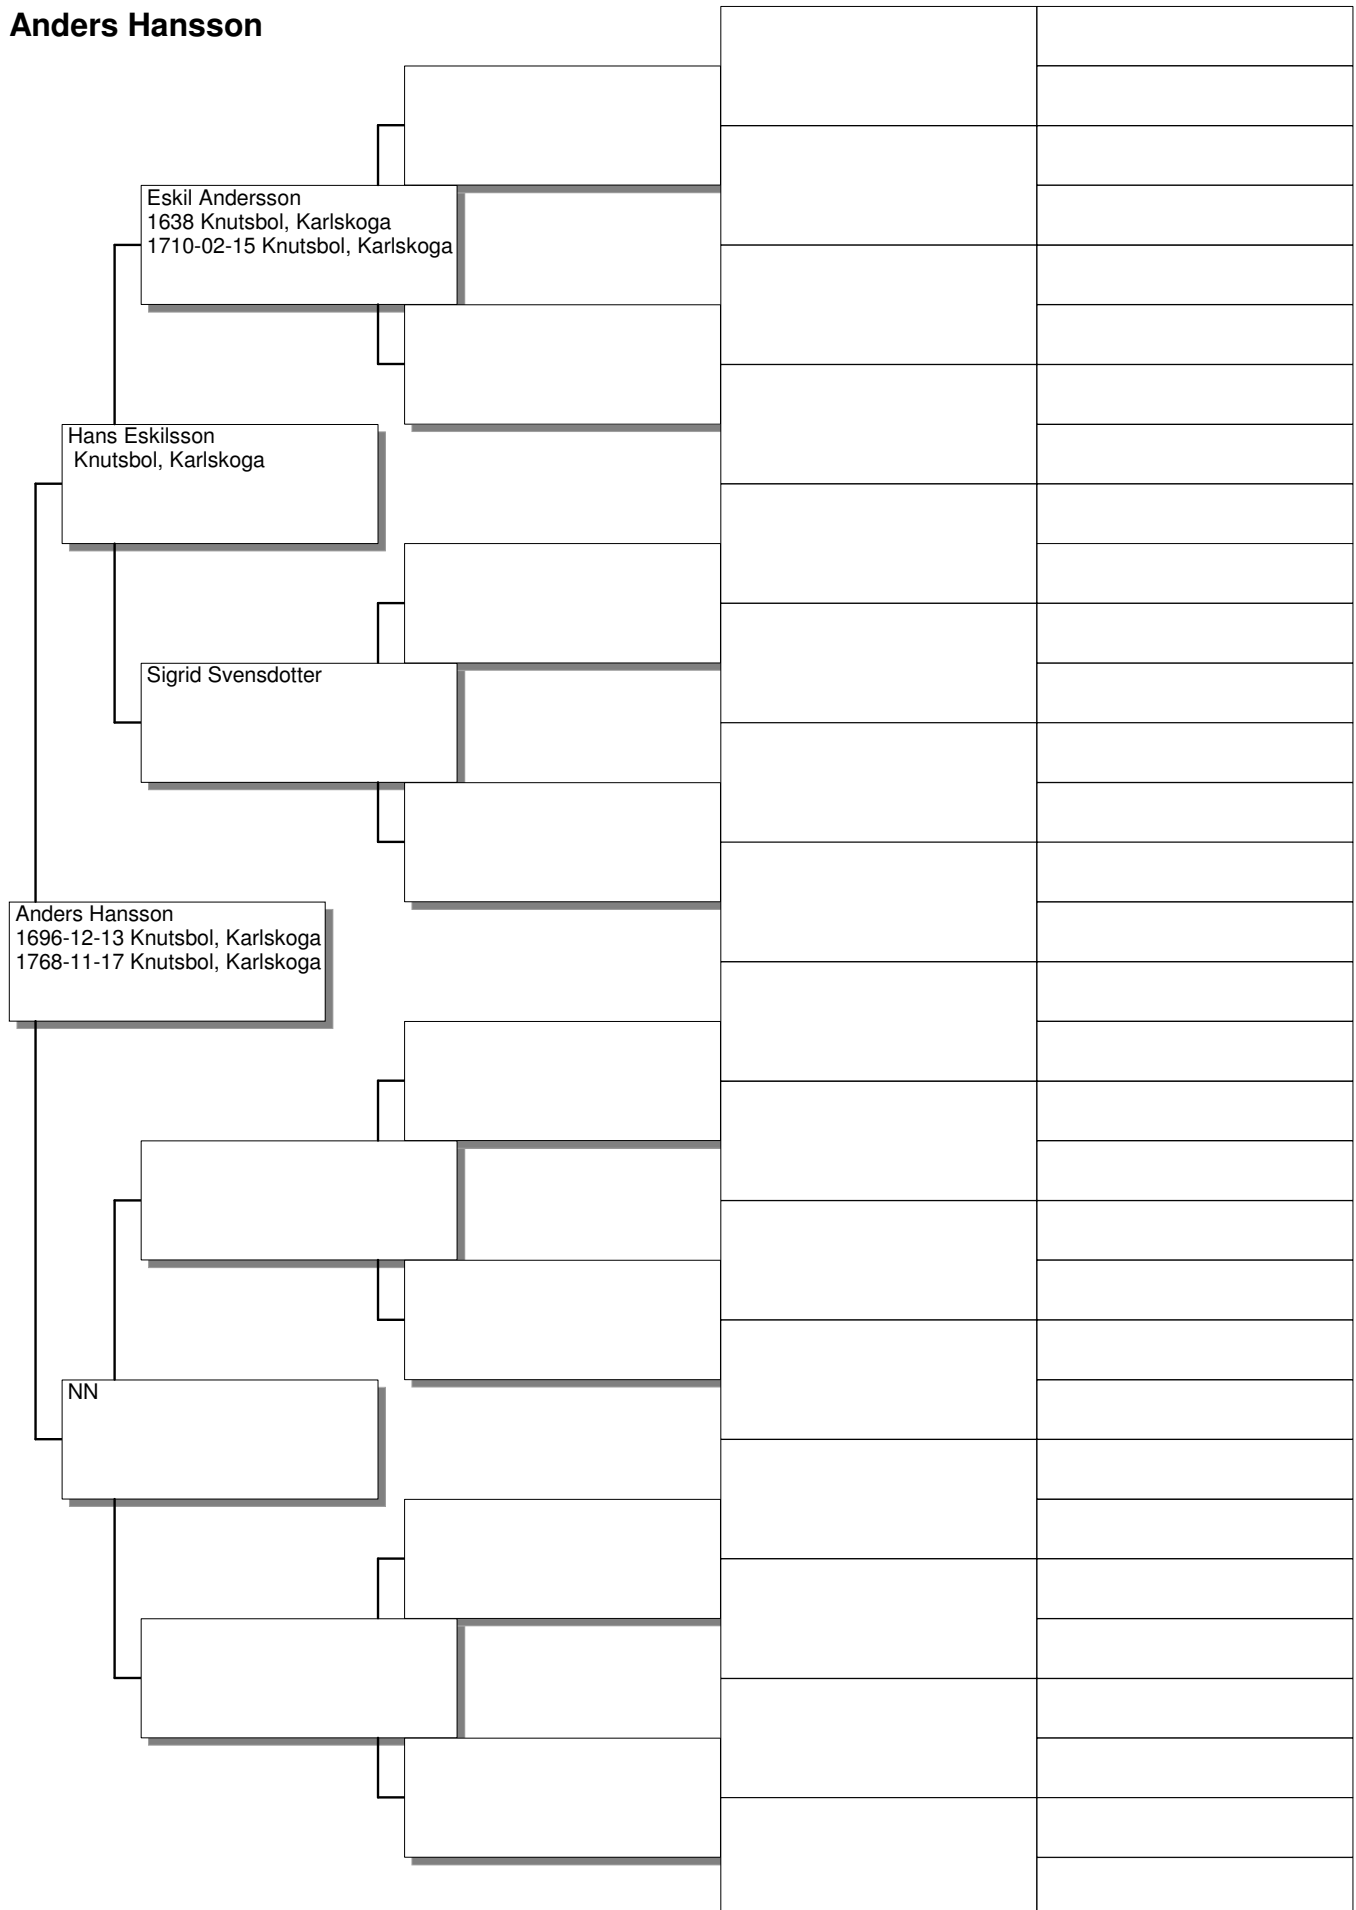 Anders Hansson
Eskil Andersson
1638 Knutsbol, Karlskoga
1710-02-15 Knutsbol, Karlskoga
Hans Eskilsson
Knutsbol, Karlskoga
Sigrid Svensdotter
Anders Hansson
1696-12-13 Knutsbol, Karlskoga
1768-11-17 Knutsbol, Karlskoga
NN